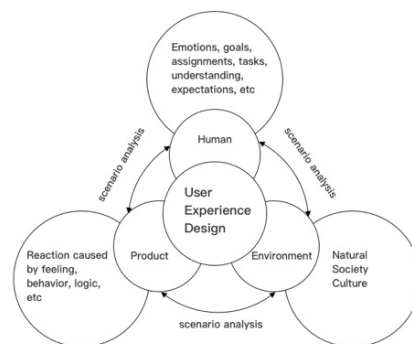 Emotions, goals,
assignments, tasks,
understanding,
expectations, etc
Human
scenario analysis
scenario analysis
User
Experience
Design
Reaction caused
by feeling,
behavior, logic,
etc
Product
Environment
Natural
Society
Culture
scenario analysis